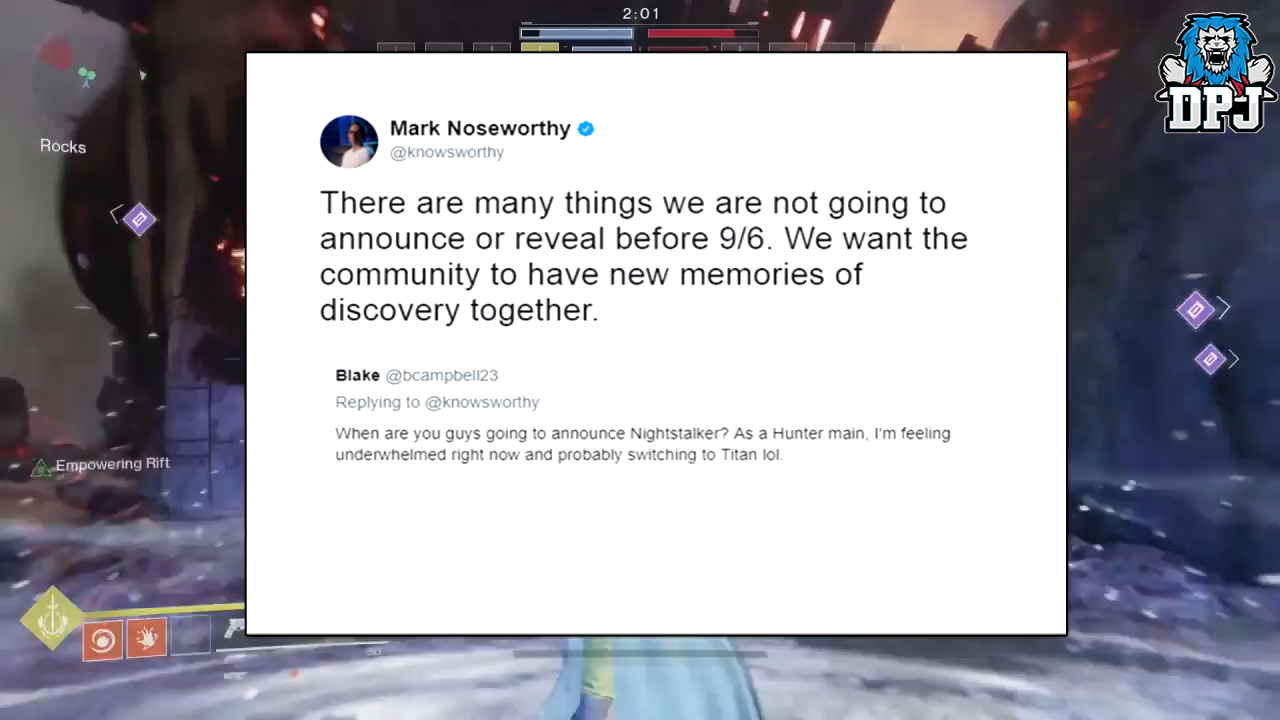 2:01
DPJ
Rocks
Mark Noseworthy
@knowsworthy
There are many things we are not going to
announce or reveal before 9/6. We want the
community to have new memories of
discovery together.
Blake @bcampbell23
Replying to @knowsworthy
When are you guys going to announce Nightstalker? As a Hunter main, I'm feeling
underwhelmed right now and probably switching to Titan lol.
Empowering Rift